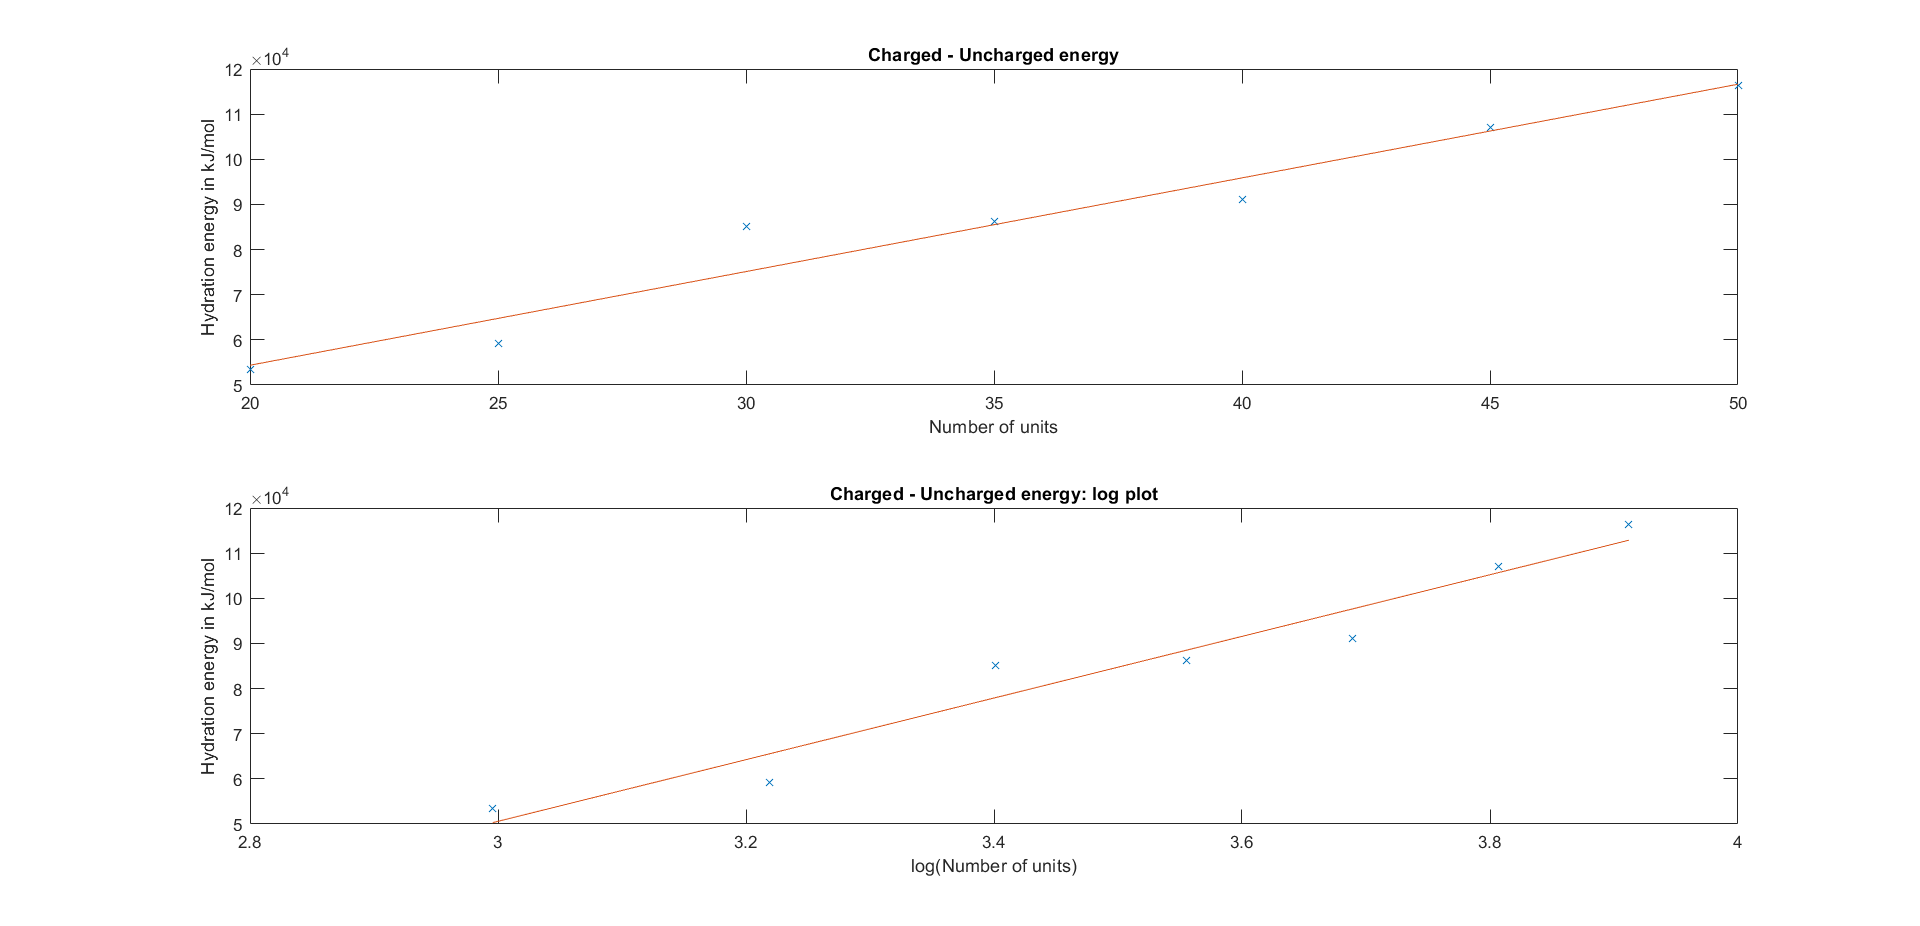 Charged - Uncharged energy
×10^4
12
11
10
9
8
7
6
5
Hydration energy in kJ/mol
20 25 30 35 40 45 50
Number of units
Charged - Uncharged energy: log plot
×10^4
12
11
10
9
8
7
6
5
Hydration energy in kJ/mol
2.8 3 3.2 3.4 3.6 3.8 4
log(Number of units)